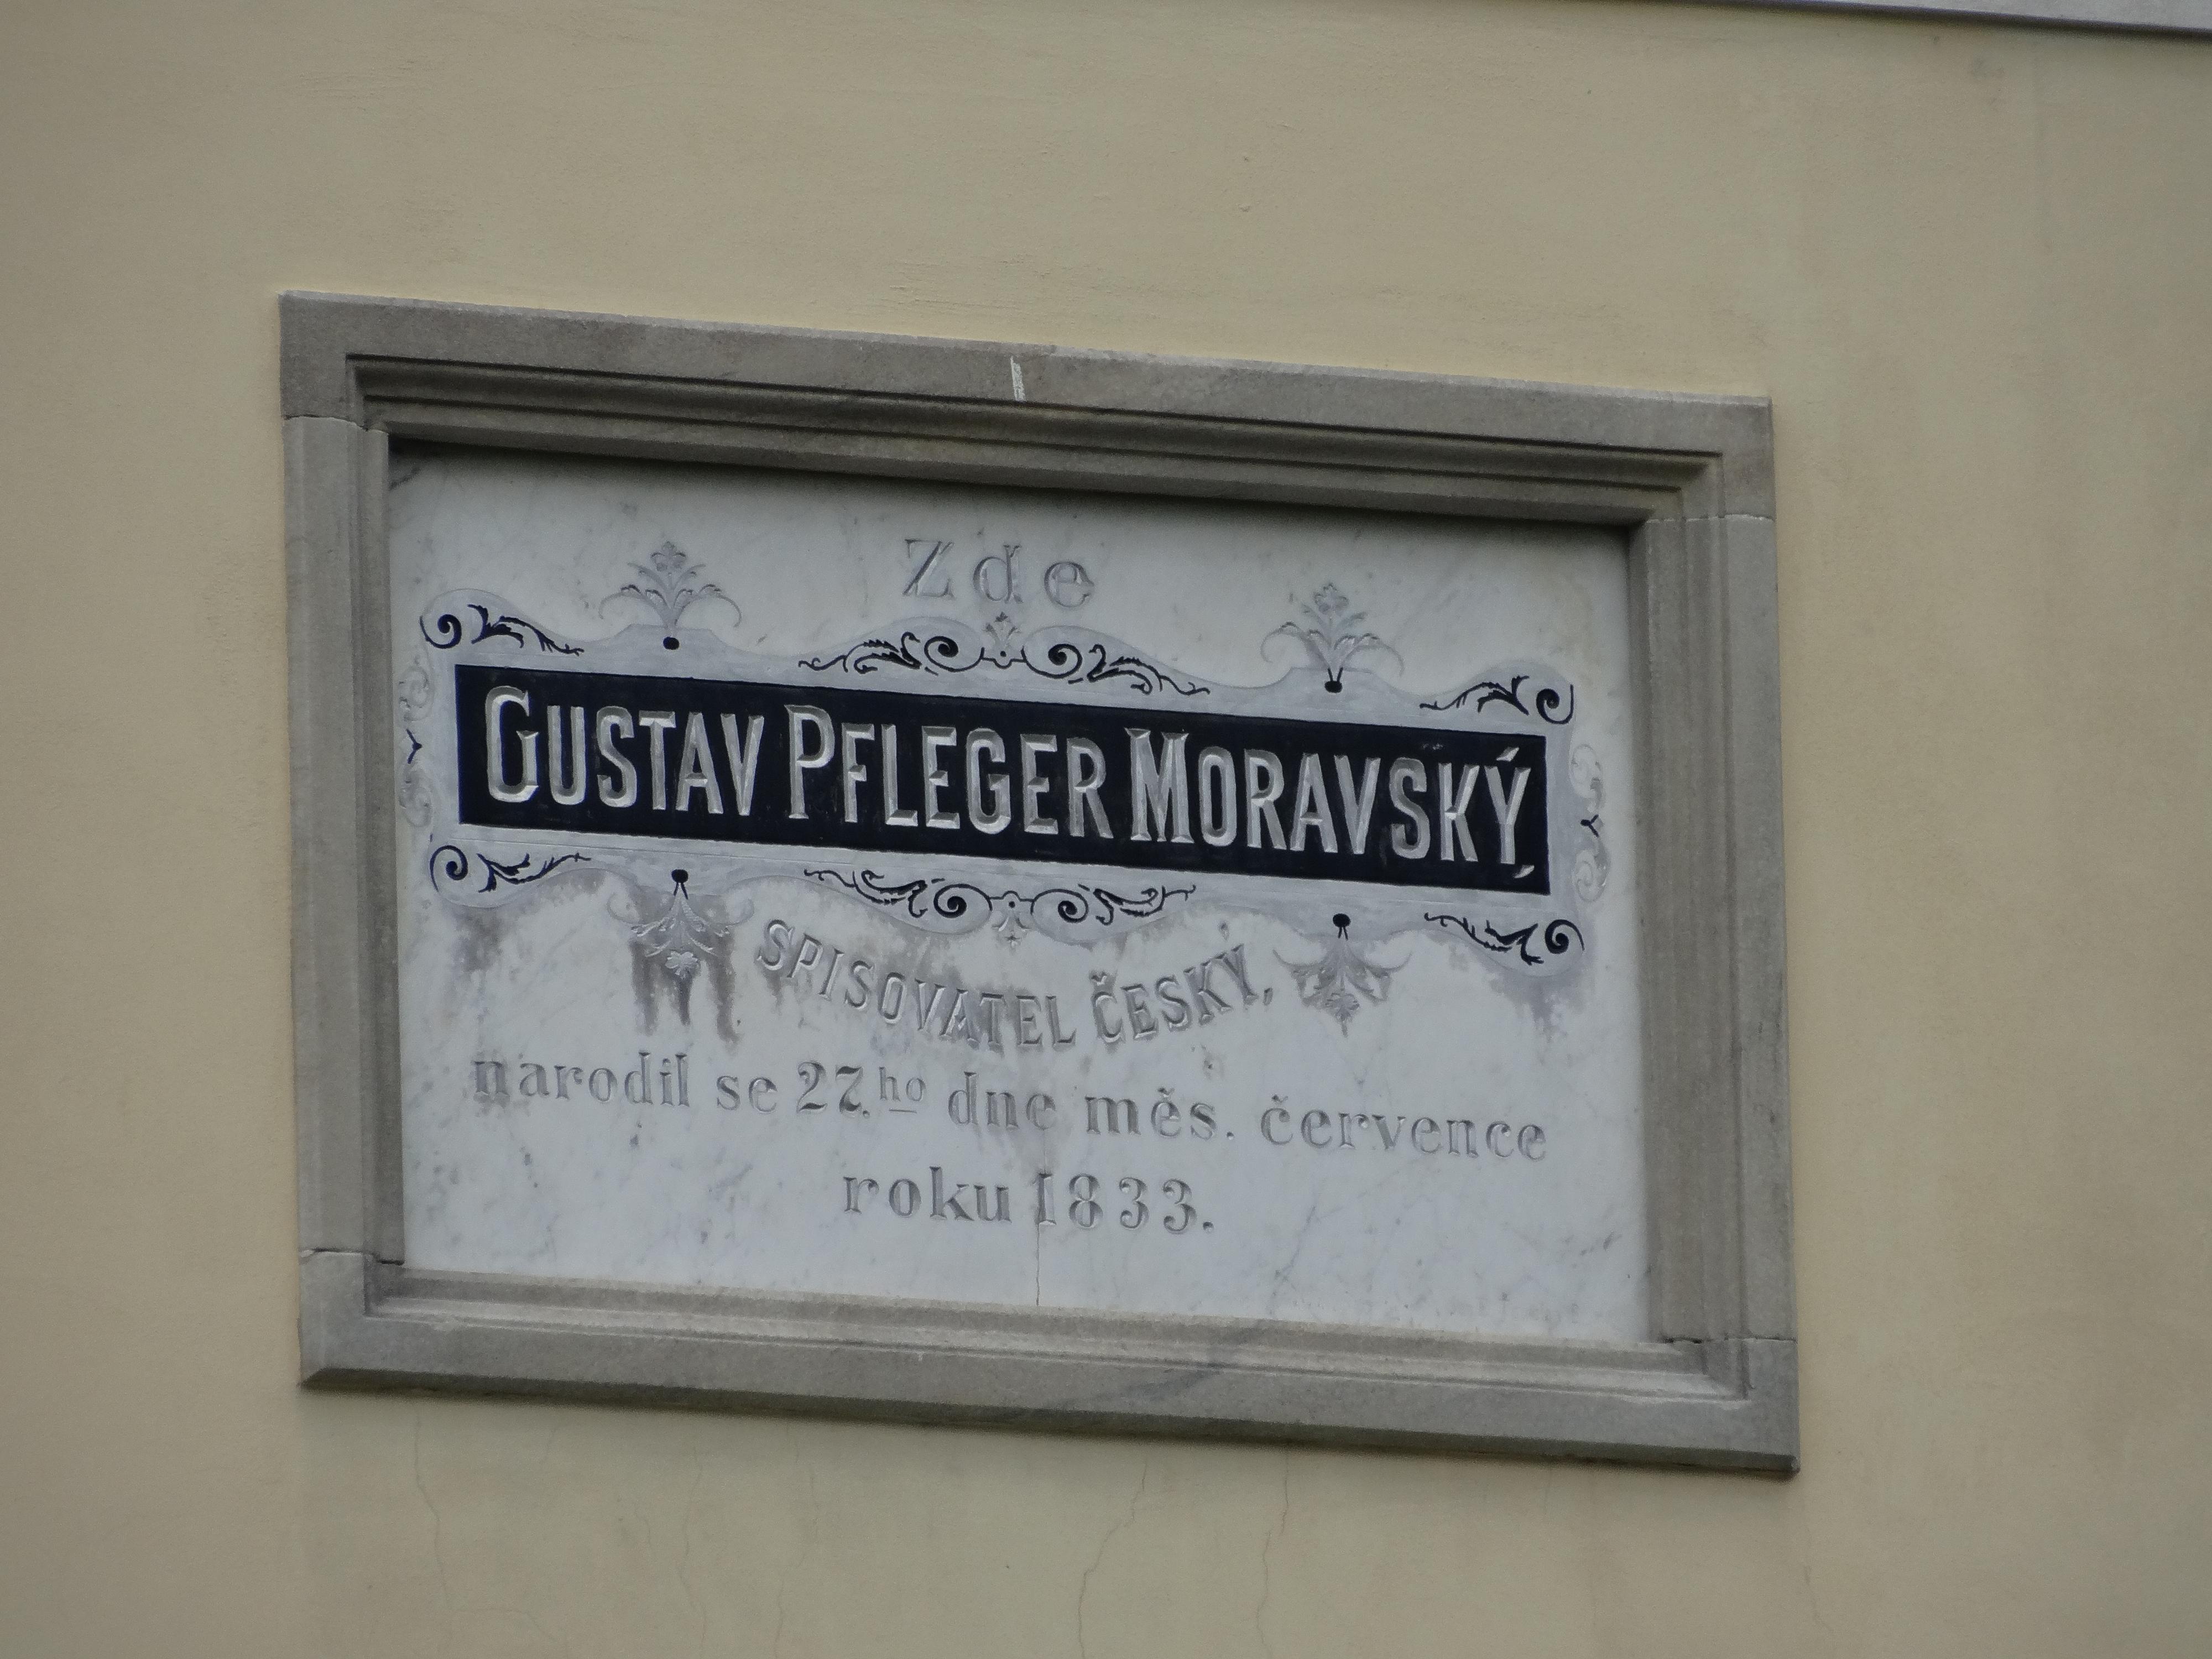 Zde
GUSTAV PFLEGER MORAVSKÝ,
SPISOVATEL ČESKÝ,
narodil se 27.ho dne měs. července
roku 1833.